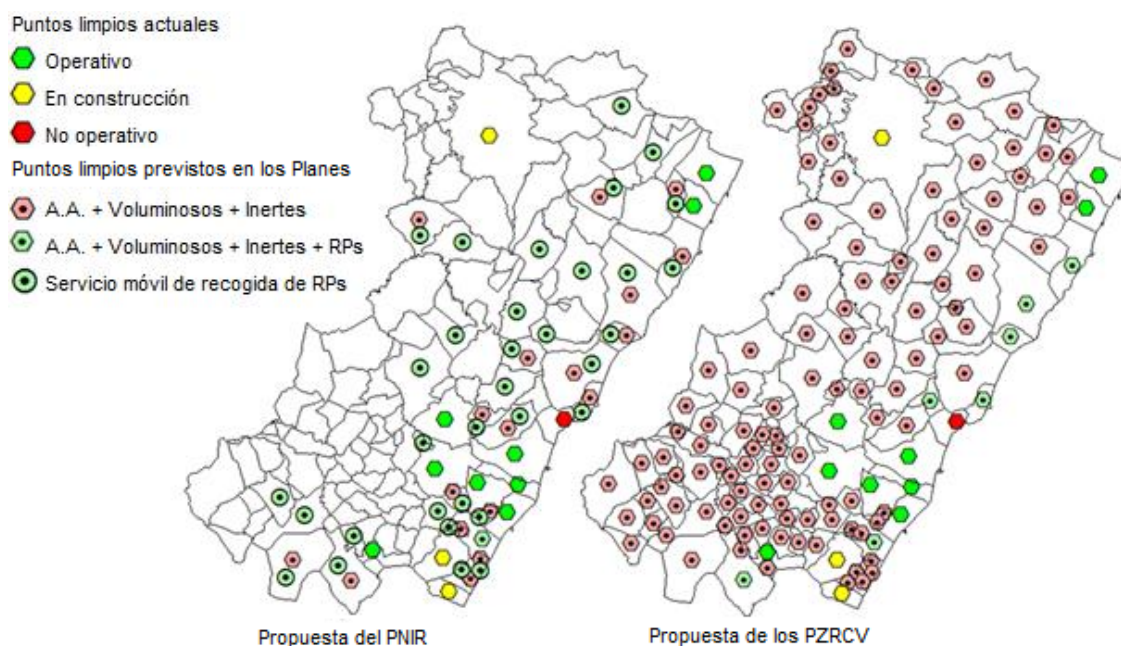 Puntos limpios actuales
Operativo
En construcción
No operativo
Puntos limpios previstos en los Planes
A.A. + Voluminosos + Inertes
A.A. + Voluminosos + Inertes + RPs
Servicio móvil de recogida de RPs
Propuesta del PNIR
Propuesta de los PZRCV